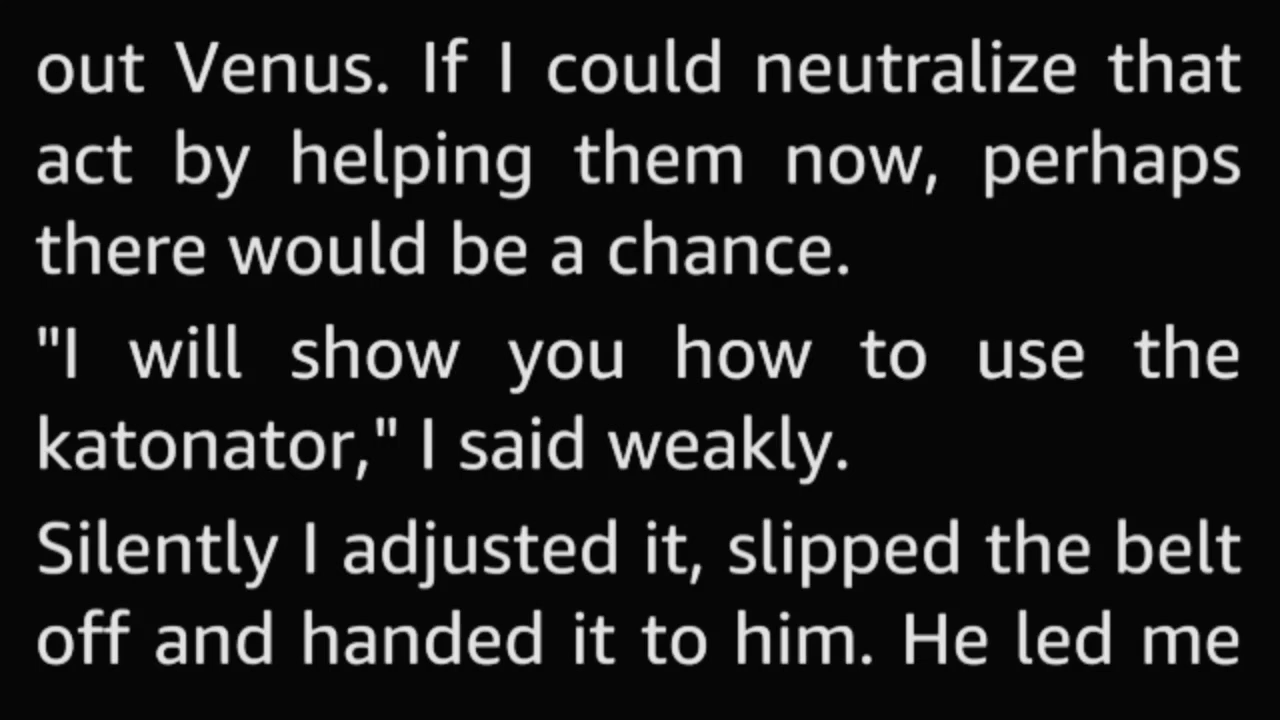 out Venus. If I could neutralize that
act by helping them now, perhaps
there would be a chance.
"I will show you how to use the
katonator," I said weakly.
Silently I adjusted it, slipped the belt
off and handed it to him. He led me